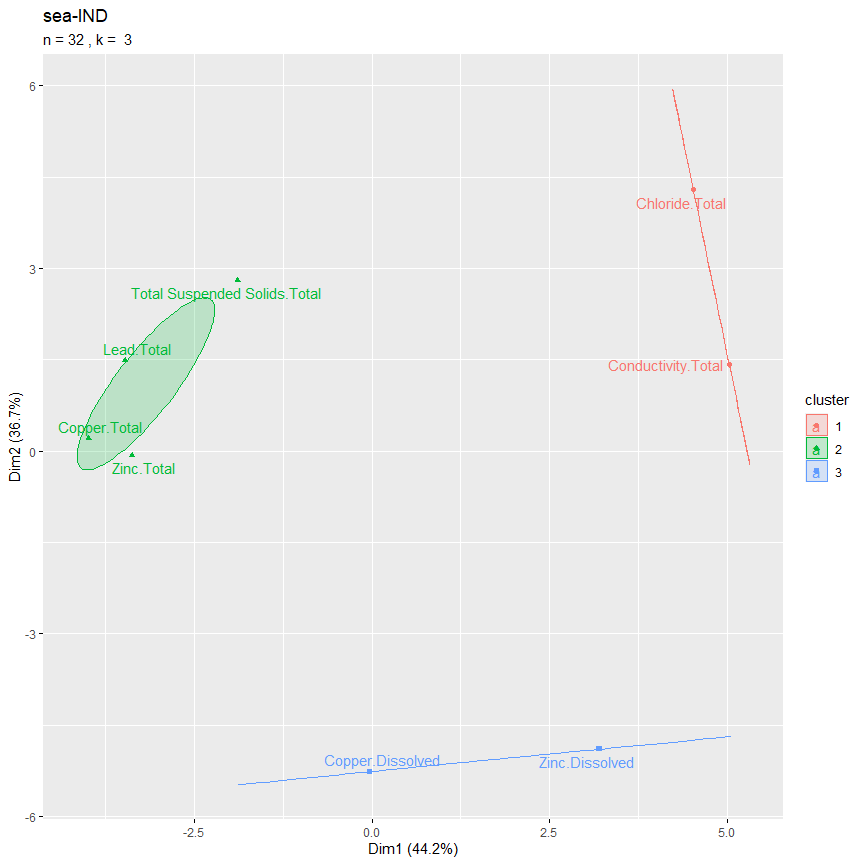 sea-IND
n = 32 , k =  3
6
Chloride.Total
3
Total Suspended Solids.Total
Lead.Total
Conductivity.Total
cluster
Copper.Total
1
2
0
Zinc.Total
3
Dim2 (36.7%)
-3
Copper.Dissolved
Zinc.Dissolved
-6
-2.5
0.0
2.5
5.0
Dim1 (44.2%)